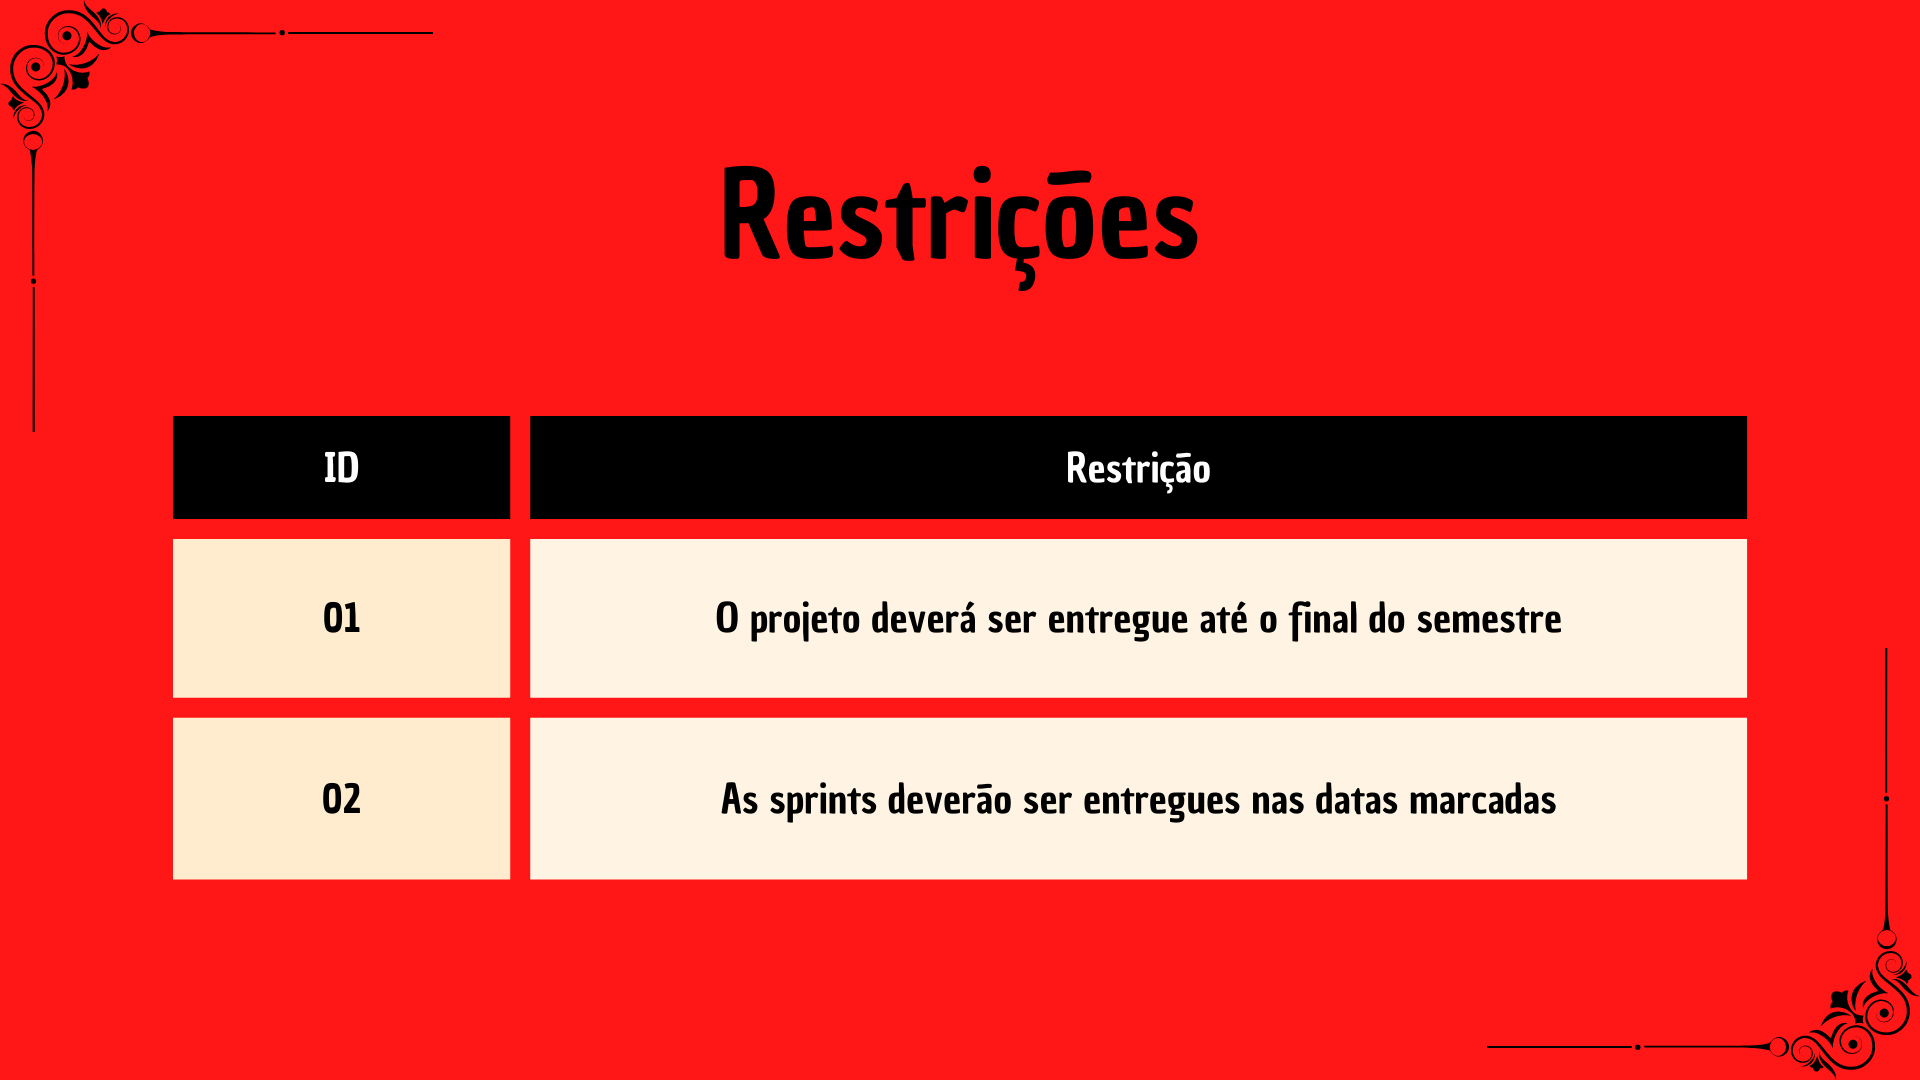 Restrições
ID
Restrição
01
O projeto deverá ser entregue até o final do semestre
02
As sprints deverão ser entregues nas datas marcadas